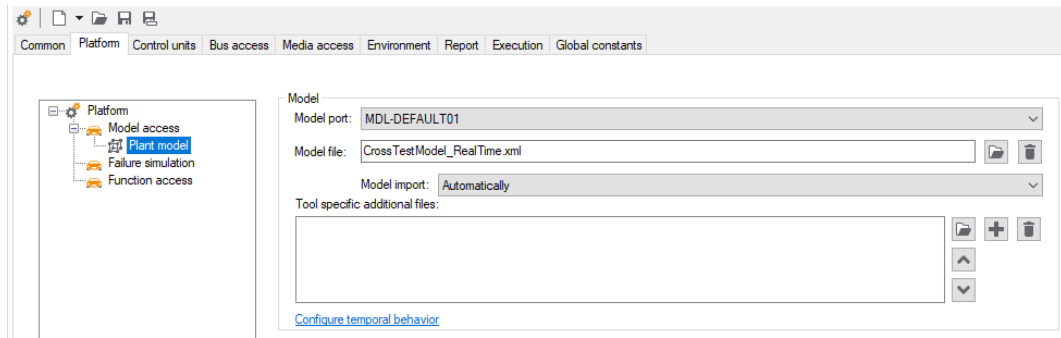 Common Platform Control units Bus access Media access Environment Report Execution Global constants
Platform
Model access
Plant model
Failure simulation
Function access
Model
Model port: MDL-DEFAULT01
Model file: CrossTestModel_RealTime.xml
Model import: Automatically
Tool specific additional files:
Configure temporal behavior